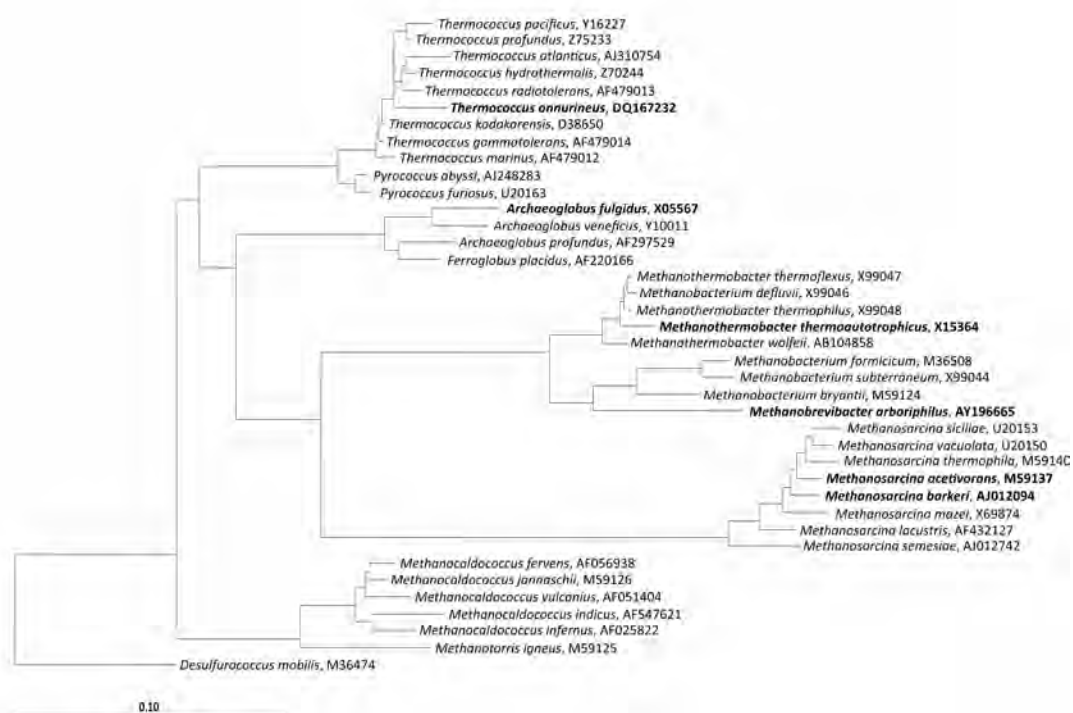 Thermococcus pacificus, Y16227
Thermococcus profundus, Z75233
Thermococcus atlanticus, AJ310754
Thermococcus hydrothermalis, Z70244
Thermococcus radiotolerans, AF479013
Thermococcus onnurineus, DQ167232
Thermococcus kodakarensis, D38650
Thermococcus gammatolerans, AF479014
Thermococcus marinus, AF479012
Pyrococcus abyssi, AJ248283
Pyrococcus furiosus, U20163
Archaeoglobus fulgidus, X05567
Archaeoglobus veneficus, Y10011
Archaeoglobus profundus, AF297529
Ferroglobus placidus, AF220166
Methanothermobacter thermoflexus, X99047
Methanobacterium defluvii, X99046
Methanothermobacter thermophilus, X99048
Methanothermobacter thermoautotrophicus, X15364
Methanothermobacter wolfeii, AB104858
Methanobacterium formicicum, M36508
Methanobacterium subterraneum, X99044
Methanobacterium bryantii, M59124
Methanobrevibacter arboriphilus, AY196665
Methanosarcina siciliae, U20153
Methanosarcina vacuolata, U20150
Methanosarcina thermophila, M59140
Methanosarcina acetivorans, M59137
Methanosarcina barkeri, AJ012094
Methanosarcina mazei, X69874
Methanosarcina lacustris, AF432127
Methanosarcina semesiae, AJ012742
Methanocaldococcus fervens, AF056938
Methanocaldococcus jannaschii, M59126
Methanocaldococcus vulcanius, AF051404
Methanocaldococcus indicus, AF547621
Methanocaldococcus infernus, AF025822
Methanotorris igneus, M59125
Desulfurococcus mobilis, M36474
0.10